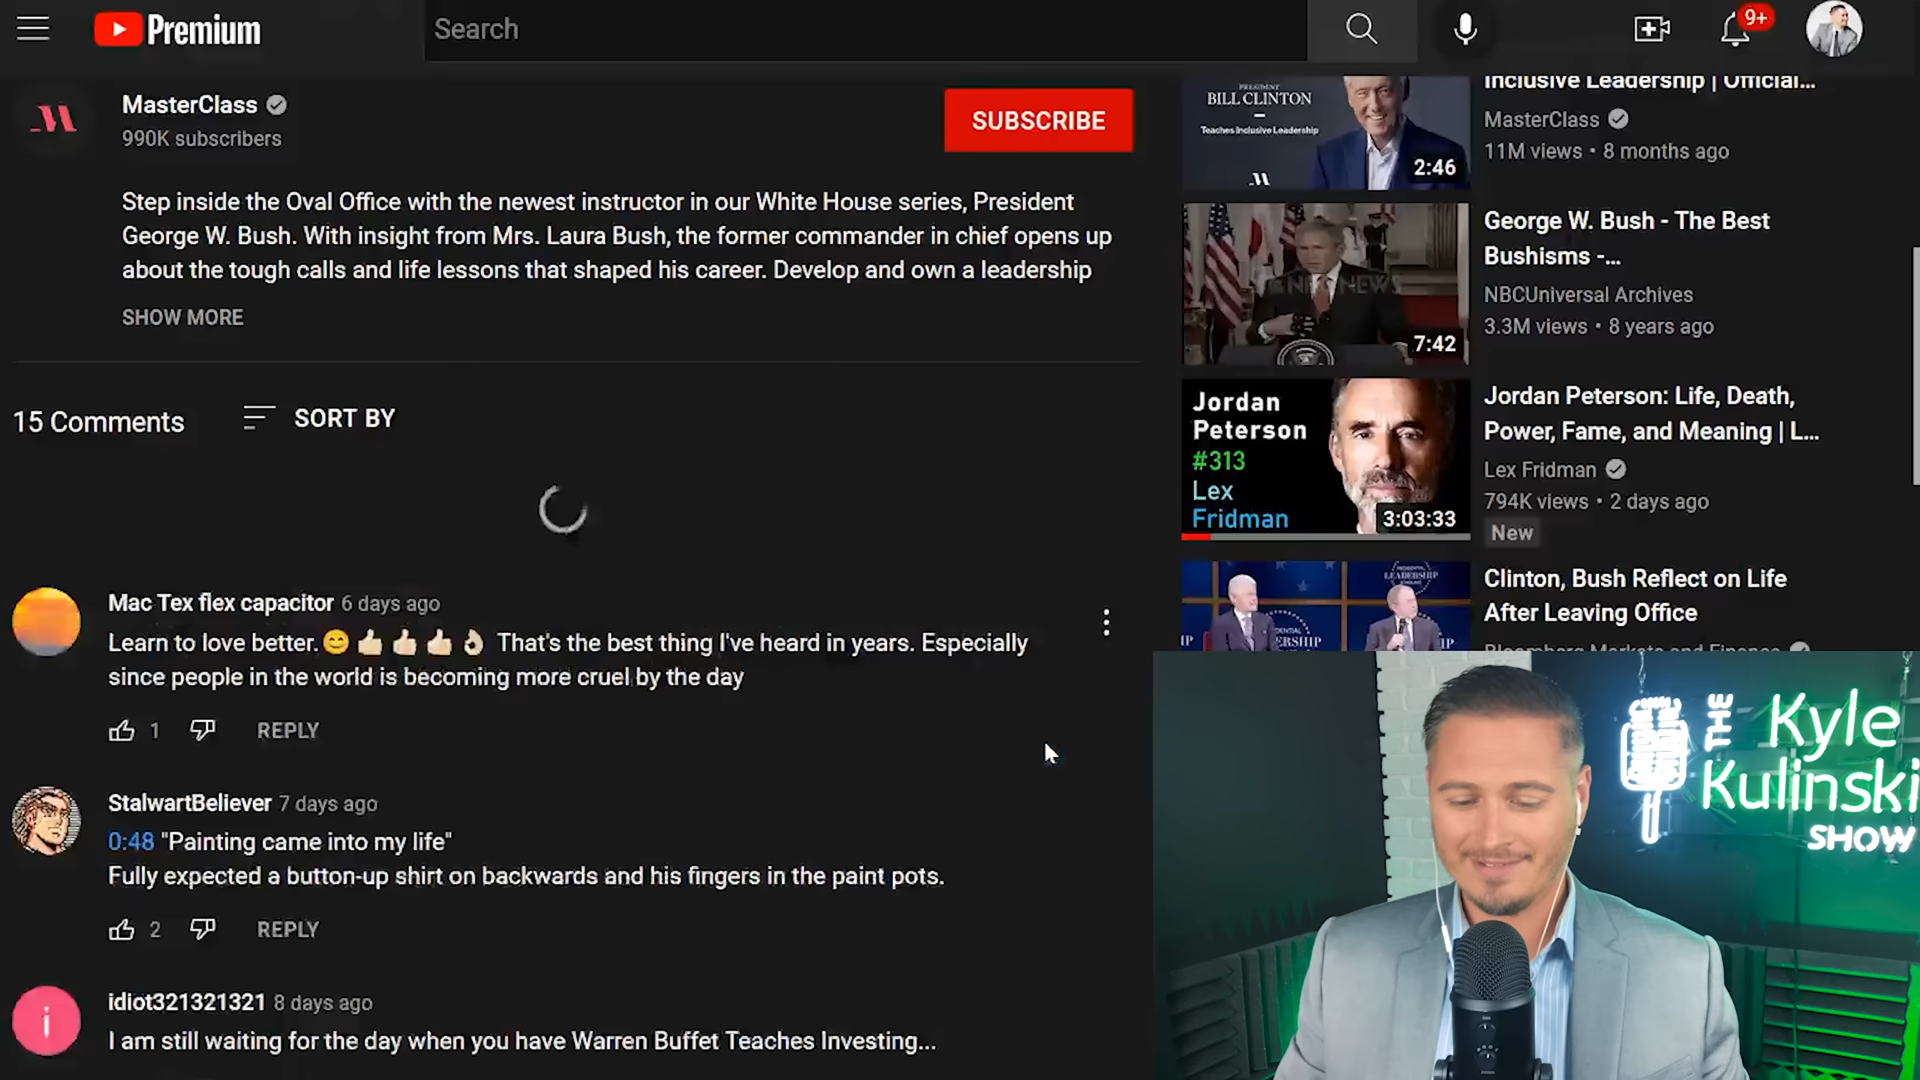 Premium
Search
9+
MasterClass
990K subscribers
SUBSCRIBE
Step inside the Oval Office with the newest instructor in our White House series, President
George W. Bush. With insight from Mrs. Laura Bush, the former commander in chief opens up
about the tough calls and life lessons that shaped his career. Develop and own a leadership
SHOW MORE
15 Comments
SORT BY
Mac Tex flex capacitor 6 days ago
Learn to love better.😊👍🏻👍🏻👍🏻👌🏻 That's the best thing I've heard in years. Especially
since people in the world is becoming more cruel by the day
1
REPLY
StalwartBeliever 7 days ago
0:48 "Painting came into my life"
Fully expected a button-up shirt on backwards and his fingers in the paint pots.
2
REPLY
i
idiot321321321 8 days ago
I am still waiting for the day when you have Warren Buffet Teaches Investing...
PRESIDENT
BILL CLINTON
Teaches Inclusive Leadership
2:46
Inclusive Leadership | Official...
MasterClass
11M views • 8 months ago
NBC NEWS
7:42
George W. Bush - The Best
Bushisms -...
NBCUniversal Archives
3.3M views • 8 years ago
Jordan
Peterson
#313
Lex
Fridman
3:03:33
Jordan Peterson: Life, Death,
Power, Fame, and Meaning | L...
Lex Fridman
794K views • 2 days ago
New
LEADERSHIP
Clinton, Bush Reflect on Life
After Leaving Office
Bloomberg Markets and Finance
THE
Kyle
Kulinski
SHOW